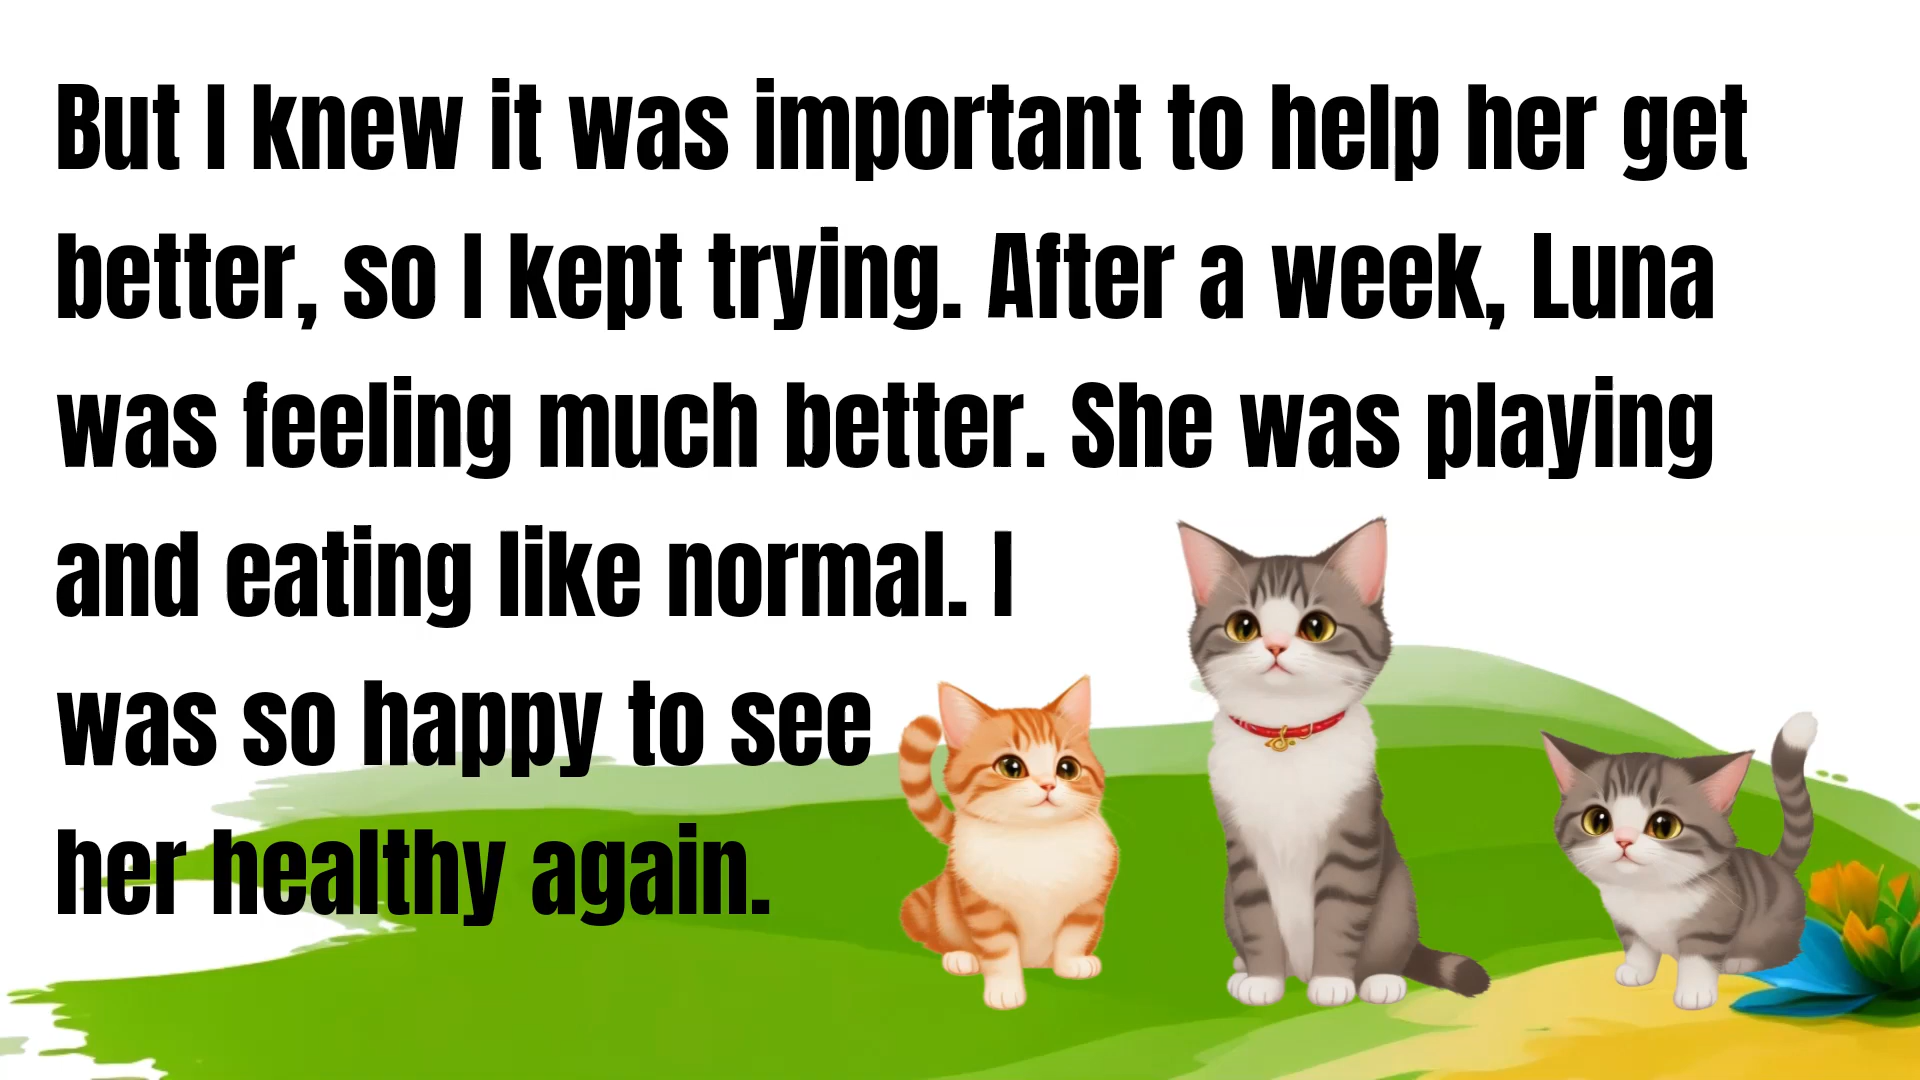 But I knew it was important to help her get
better, so I kept trying. After a week, Luna
was feeling much better. She was playing
and eating like normal. I
was so happy to see
her healthy again.